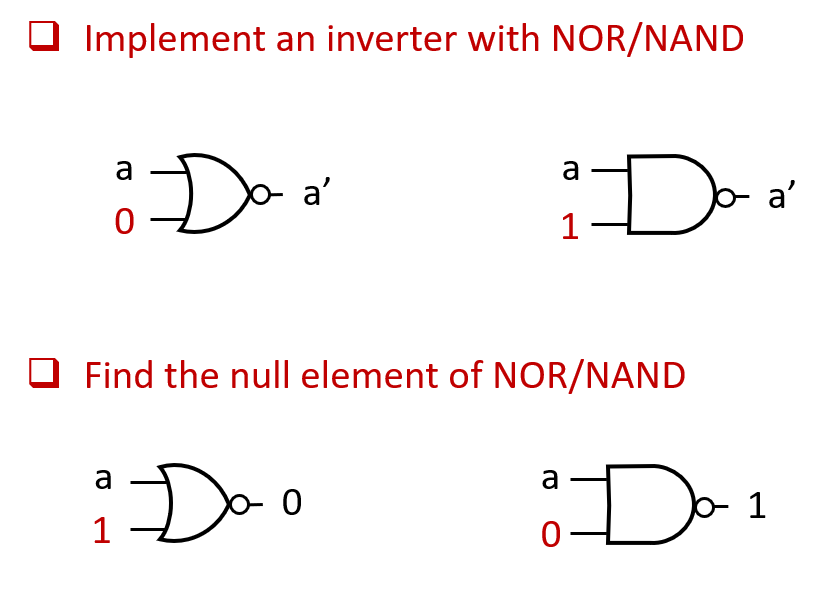 Implement an inverter with NOR/NAND
a
0
a’
a
1
a’
Find the null element of NOR/NAND
a
1
0
a
0
1